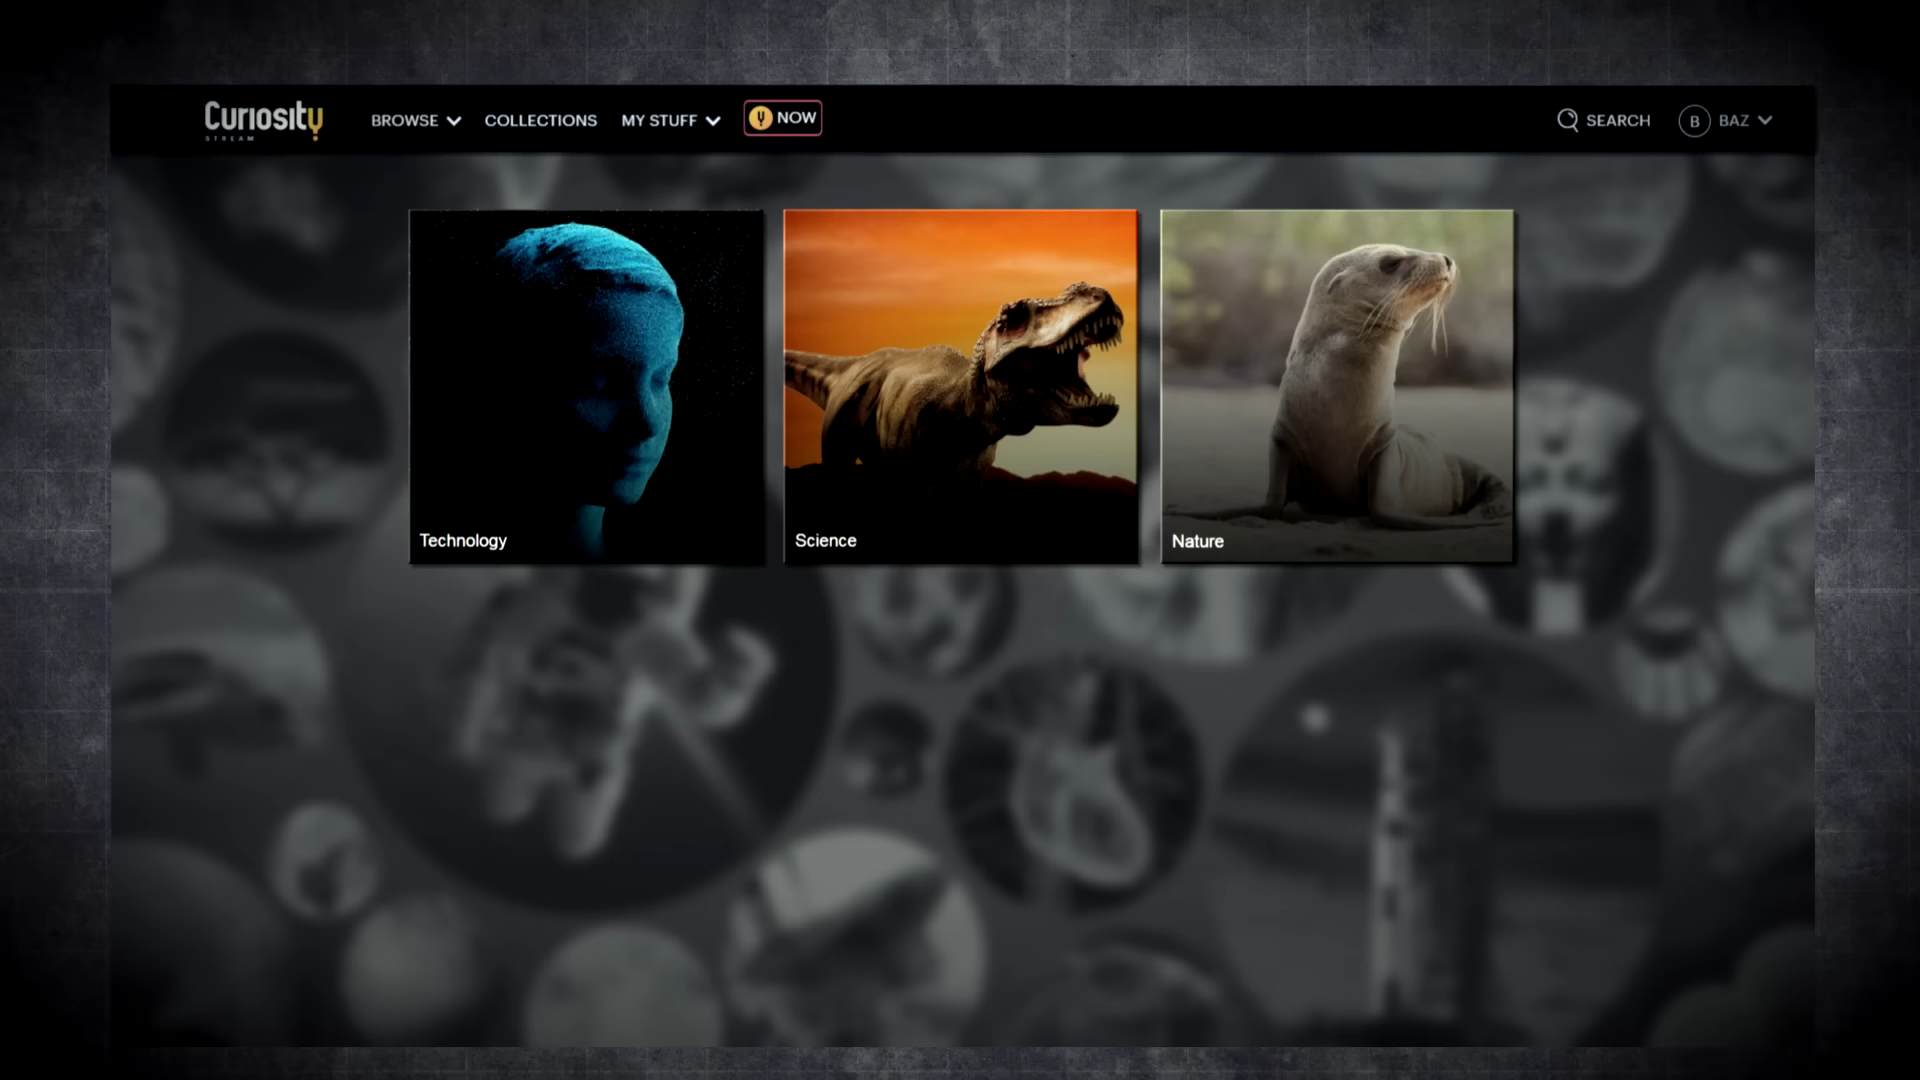 Curiosity
STREAM
BROWSE
COLLECTIONS
MY STUFF
NOW
SEARCH
B
BAZ
Technology
Science
Nature